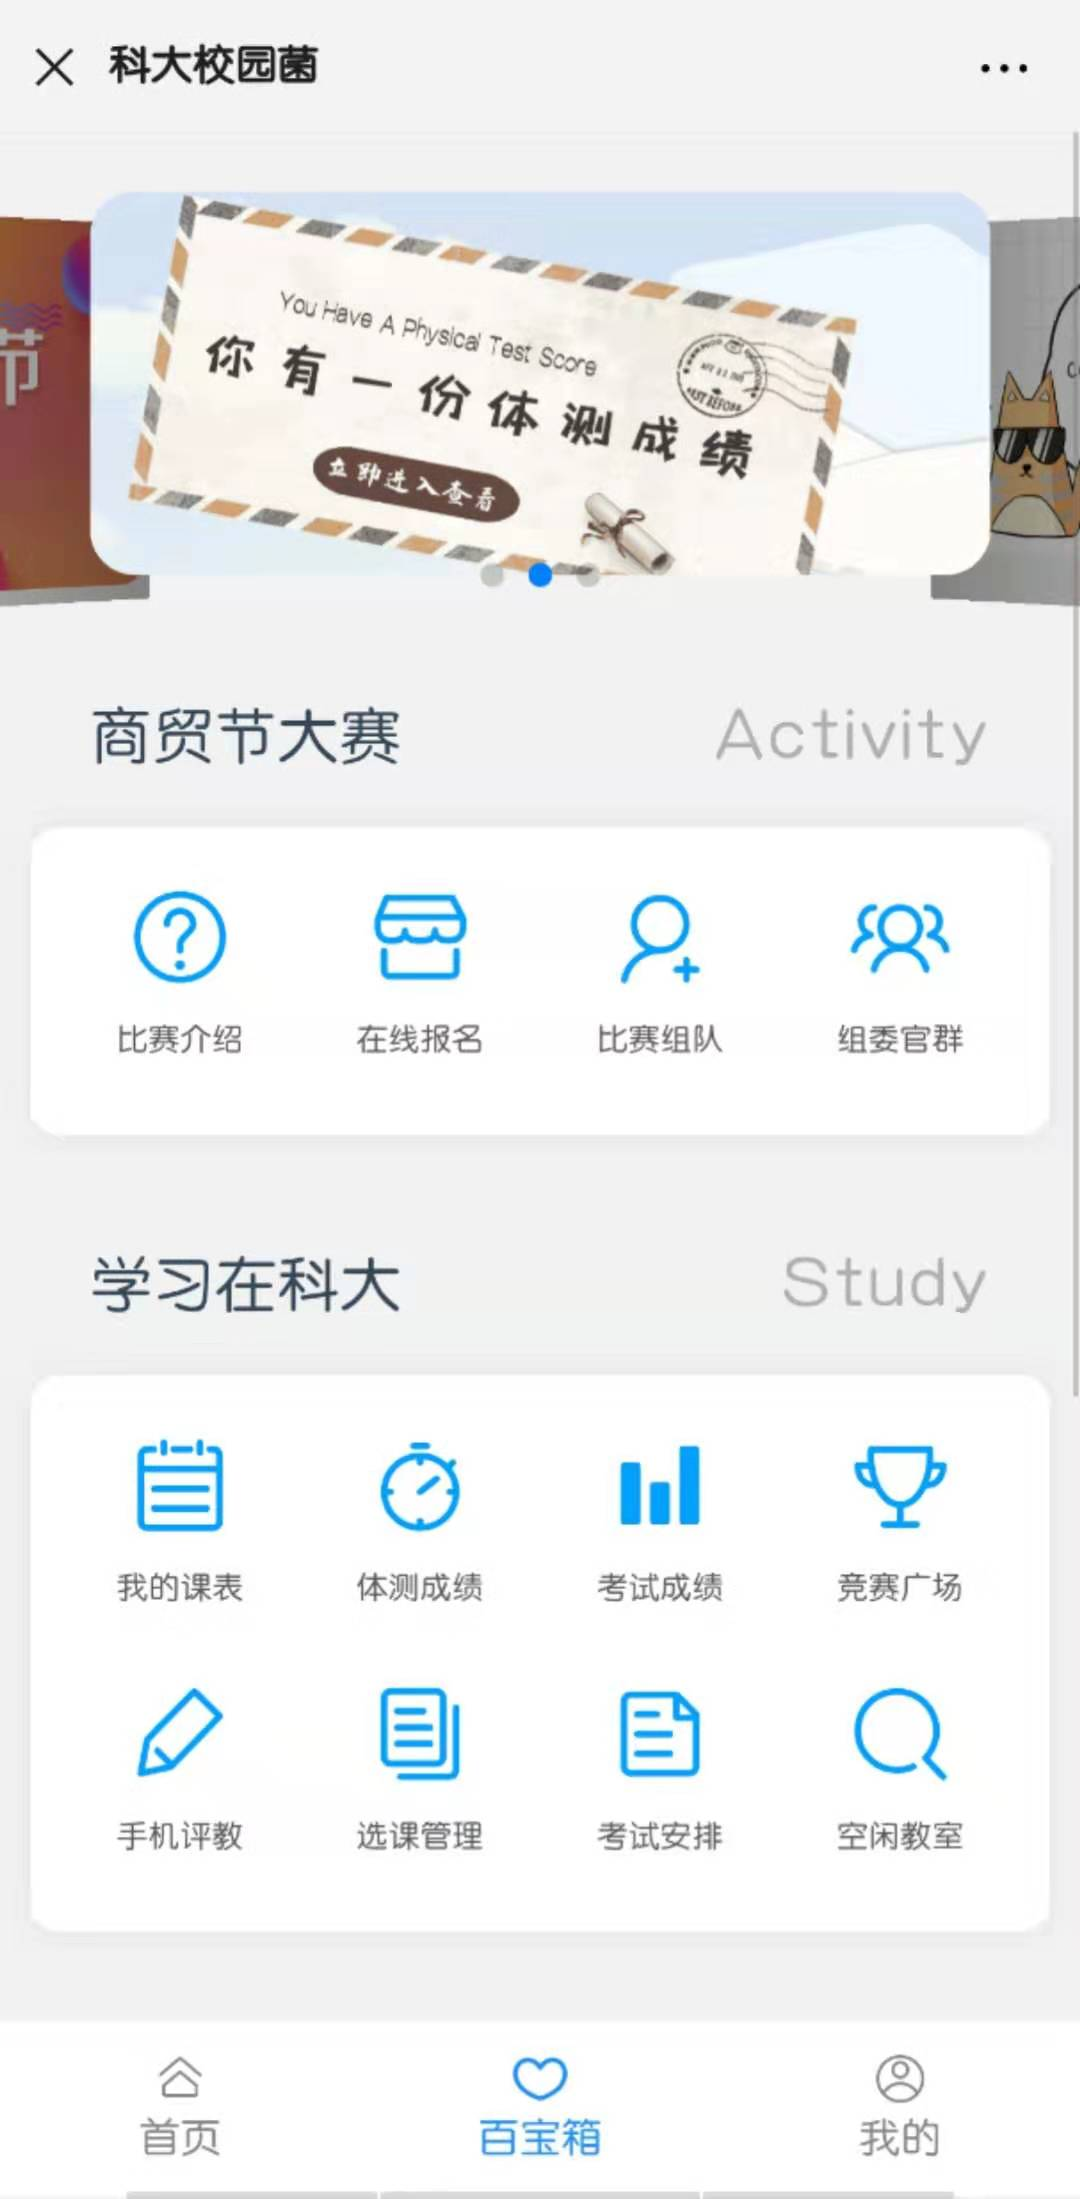 科大校园菌
节
You Have A Physical Test Score
你有一份体测成绩
立即进入查看
商贸节大赛
Activity
比赛介绍
在线报名
比赛组队
组委官群
学习在科大
Study
我的课表
体测成绩
考试成绩
竞赛广场
手机评教
选课管理
考试安排
空闲教室
首页
百宝箱
我的